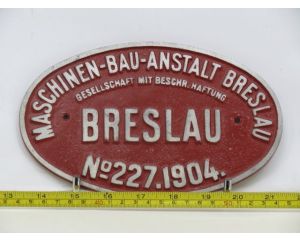 MASCHINEN-BAU-ANSTALT BRESLAU
GESELLSCHAFT MIT BESCHR. HAFTUNG
BRESLAU
No 227.1904.